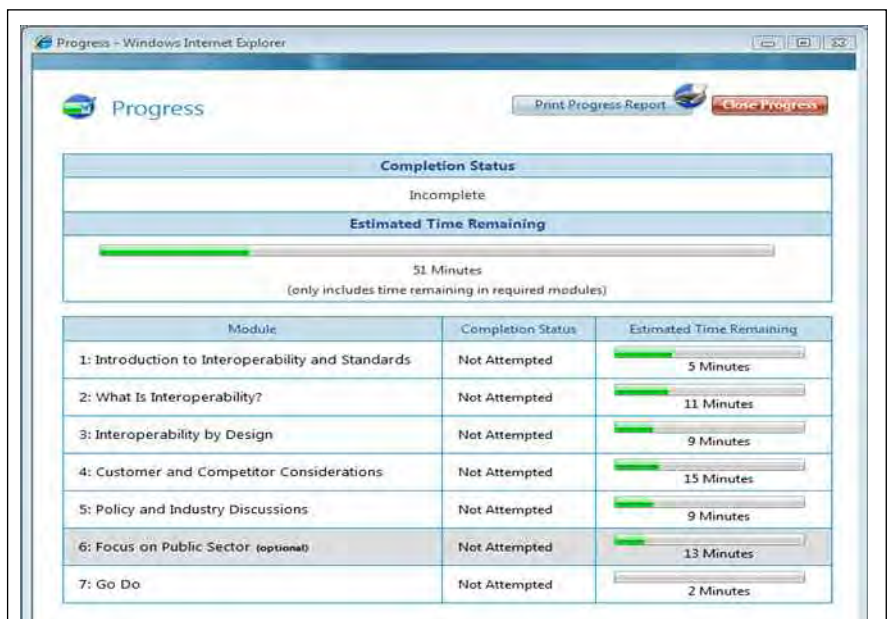 Progress - Windows Internet Explorer
Progress
Print Progress Report
Close Progress
Completion Status
Incomplete
Estimated Time Remaining
51 Minutes
(only includes time remaining in required modules)
Module Completion Status Estimated Time Remaining
1: Introduction to Interoperability and Standards Not Attempted 5 Minutes
2: What Is Interoperability? Not Attempted 11 Minutes
3: Interoperability by Design Not Attempted 9 Minutes
4: Customer and Competitor Considerations Not Attempted 15 Minutes
5: Policy and Industry Discussions Not Attempted 9 Minutes
6: Focus on Public Sector (optional) Not Attempted 13 Minutes
7: Go Do Not Attempted 2 Minutes